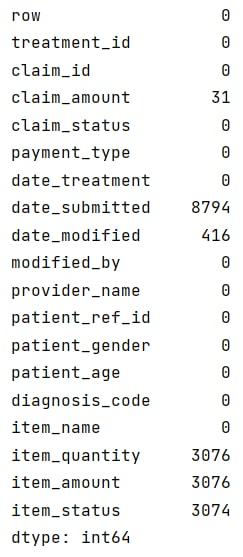 row 0
treatment_id 0
claim_id 0
claim_amount 31
claim_status 0
payment_type 0
date_treatment 0
date_submitted 8794
date_modified 416
modified_by 0
provider_name 0
patient_ref_id 0
patient_gender 0
patient_age 0
diagnosis_code 0
item_name 0
item_quantity 3076
item_amount 3076
item_status 3074
dtype: int64